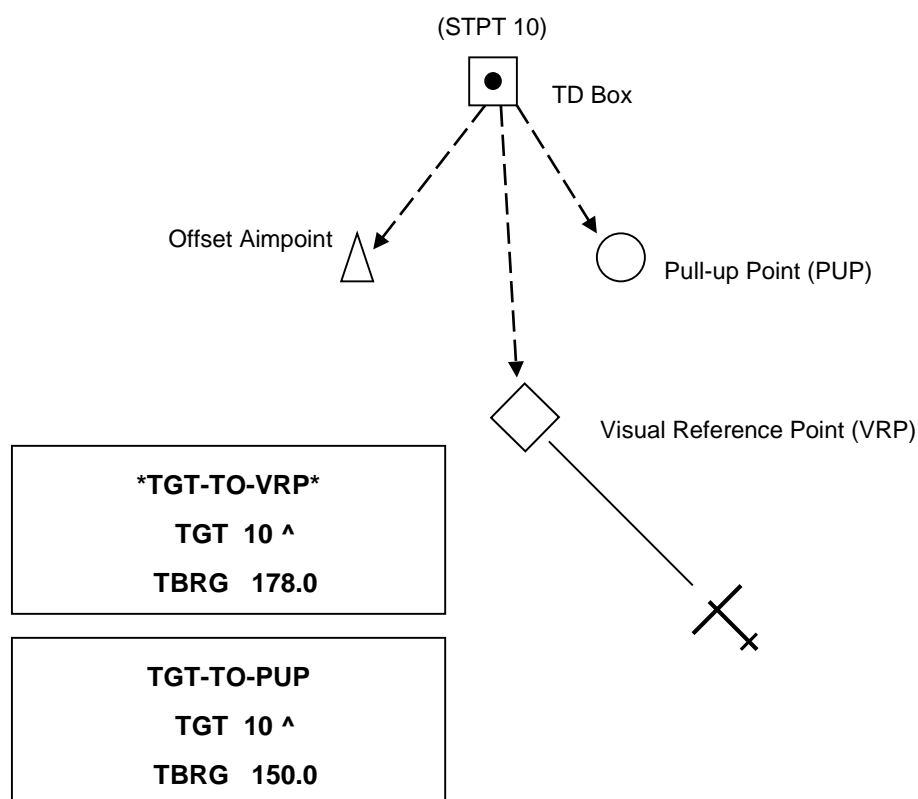 (STPT 10)
TD Box
Offset Aimpoint
Pull-up Point (PUP)
Visual Reference Point (VRP)
*TGT-TO-VRP*
TGT 10 ^
TBRG 178.0
TGT-TO-PUP
TGT 10 ^
TBRG 150.0